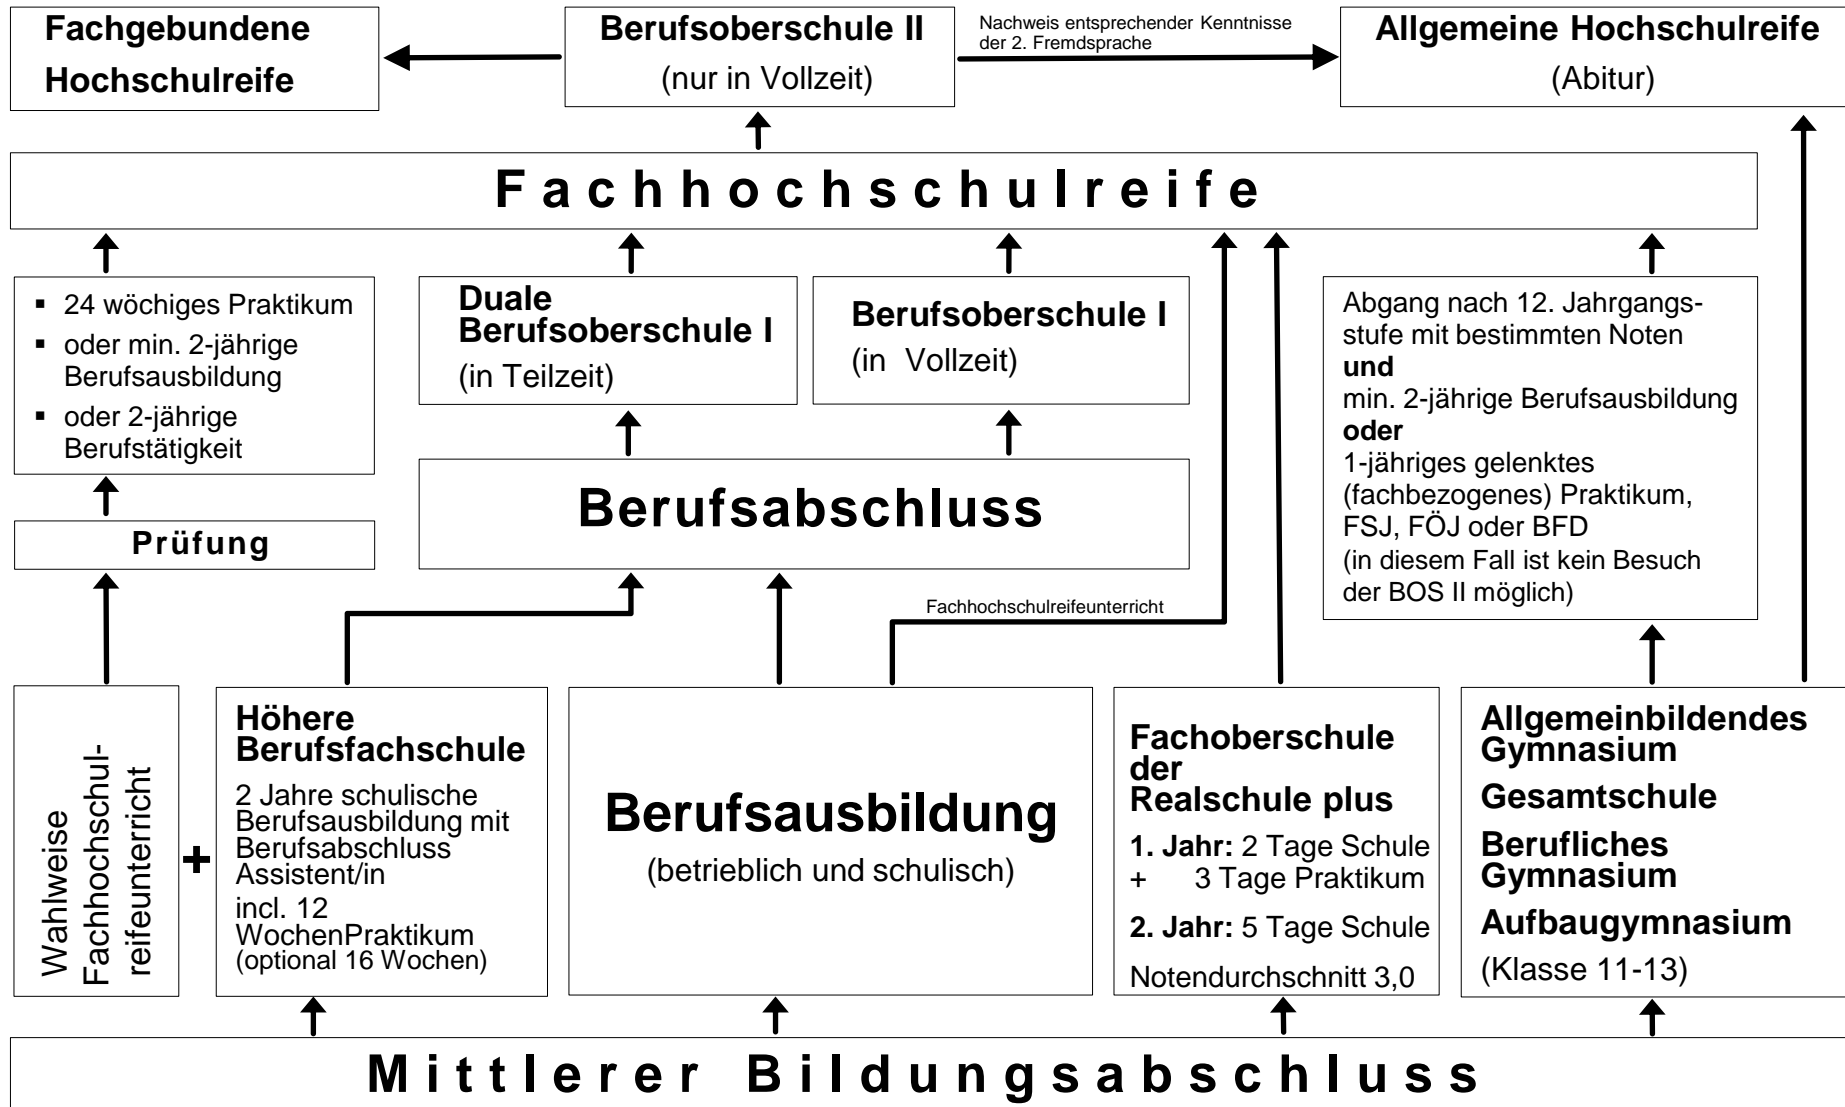 Fachgebundene
Hochschulreife
Berufsoberschule II
(nur in Vollzeit)
Nachweis entsprechender Kenntnisse
der 2. Fremdsprache
Allgemeine Hochschulreife
(Abitur)
Fachhochschulreife
▪ 24 wöchiges Praktikum
▪ oder min. 2-jährige
Berufsausbildung
▪ oder 2-jährige
Berufstätigkeit
Duale
Berufsoberschule I
(in Teilzeit)
Berufsoberschule I
(in Vollzeit)
Abgang nach 12. Jahrgangs-
stufe mit bestimmten Noten
und
min. 2-jährige Berufsausbildung
oder
1-jähriges gelenktes
(fachbezogenes) Praktikum,
FSJ, FÖJ oder BFD
(in diesem Fall ist kein Besuch
der BOS II möglich)
Berufsabschluss
Prüfung
Fachhochschulreifeunterricht
Wahlweise
Fachhochschul-
reifeunterricht
+
Höhere
Berufsfachschule
2 Jahre schulische
Berufsausbildung mit
Berufsabschluss
Assistent/in
incl. 12
WochenPraktikum
(optional 16 Wochen)
Berufsausbildung
(betrieblich und schulisch)
Fachoberschule
der
Realschule plus
1. Jahr: 2 Tage Schule
+ 3 Tage Praktikum
2. Jahr: 5 Tage Schule
Notendurchschnitt 3,0
Allgemeinbildendes
Gymnasium
Gesamtschule
Berufliches
Gymnasium
Aufbaugymnasium
(Klasse 11-13)
Mittlerer Bildungsabschluss